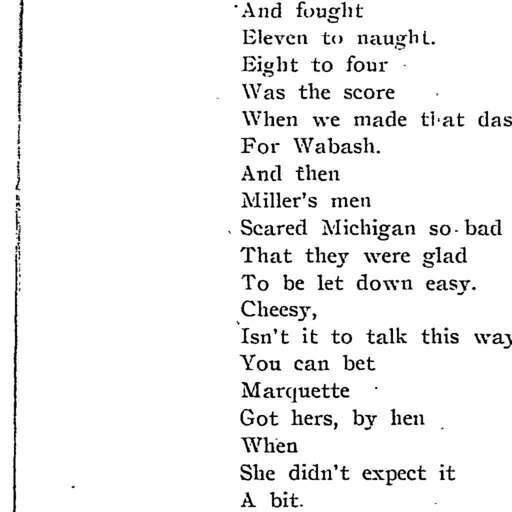 And fought
Eleven to naught.
Eight to four
Was the score
When we made that das
For Wabash.
And then
Miller's men
Scared Michigan so bad
That they were glad
To be let down easy.
Cheesy,
Isn't it to talk this way
You can bet
Marquette
Got hers, by hen
When
She didn't expect it
A bit.